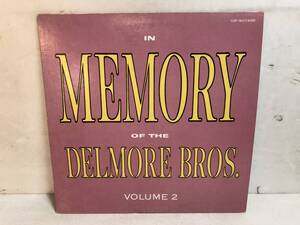 IN
MEMORY
OF THE
DELMORE BROS.
VOLUME 2